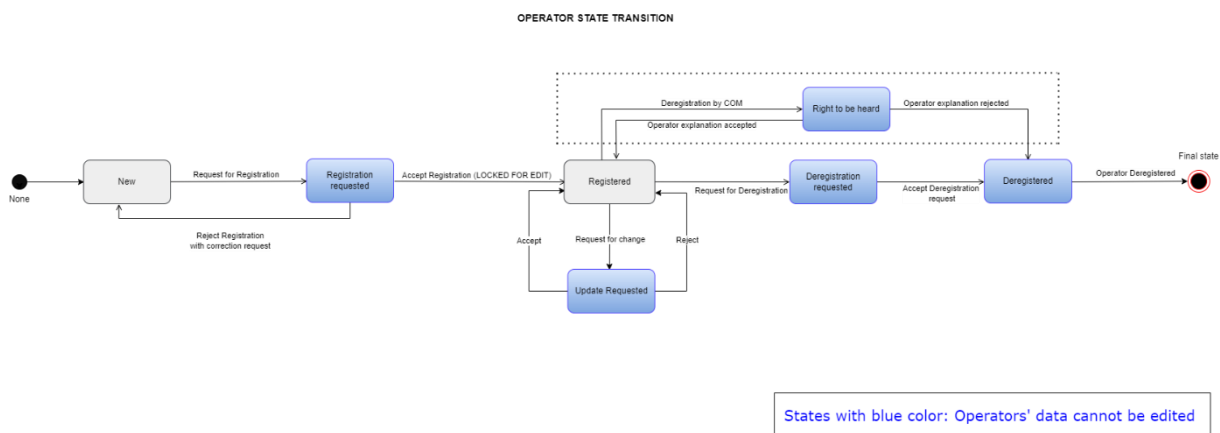 OPERATOR STATE TRANSITION
Deregistration by COM
Right to be heard
Operator explanation rejected
Operator explanation accepted
None
New
Request for Registration
Registration
requested
Accept Registration (LOCKED FOR EDIT)
Registered
Request for Deregistration
Deregistration
requested
Accept Deregistration
request
Deregistered
Operator Deregistered
Final state
Reject Registration
with correction request
Accept
Request for change
Reject
Update Requested
States with blue color: Operators' data cannot be edited